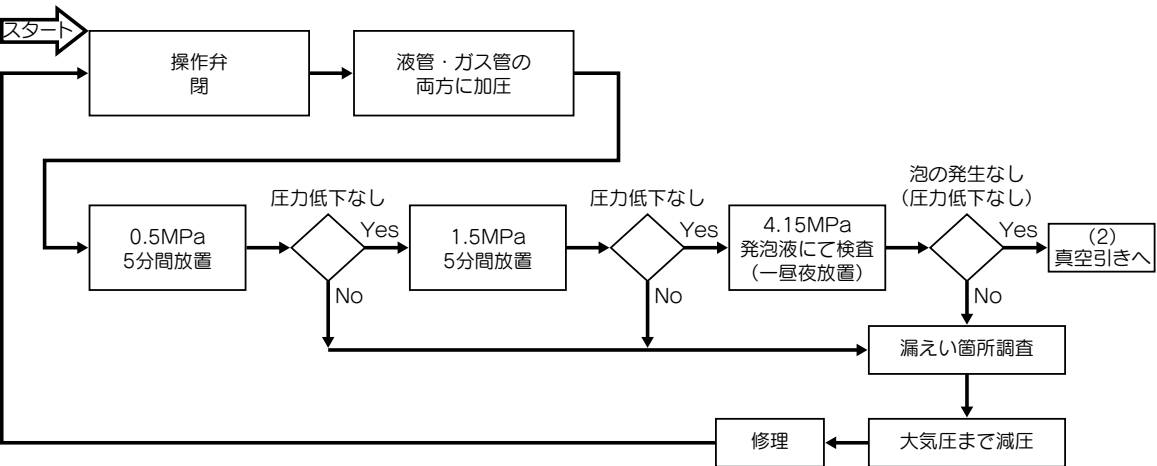 スタート
操作弁
閉
液管・ガス管の
両方に加圧
0.5MPa
5分間放置
圧力低下なし
Yes
No
1.5MPa
5分間放置
圧力低下なし
Yes
No
4.15MPa
発泡液にて検査
（一昼夜放置）
泡の発生なし
（圧力低下なし）
Yes
No
(2)
真空引きへ
漏えい箇所調査
大気圧まで減圧
修理